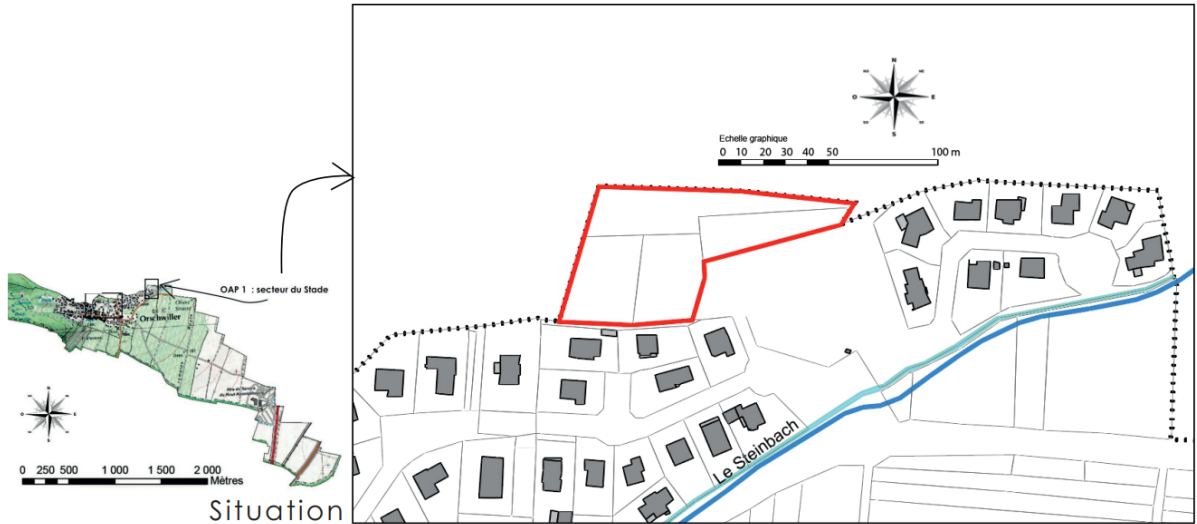 N
O E
S
Echelle graphique
0 10 20 30 40 50 100 m
OAP 1 : secteur du Stade
Orschwiller
Le Steinbach
N
O E
S
0 250 500 1 000 1 500 2 000
Mètres
Situation